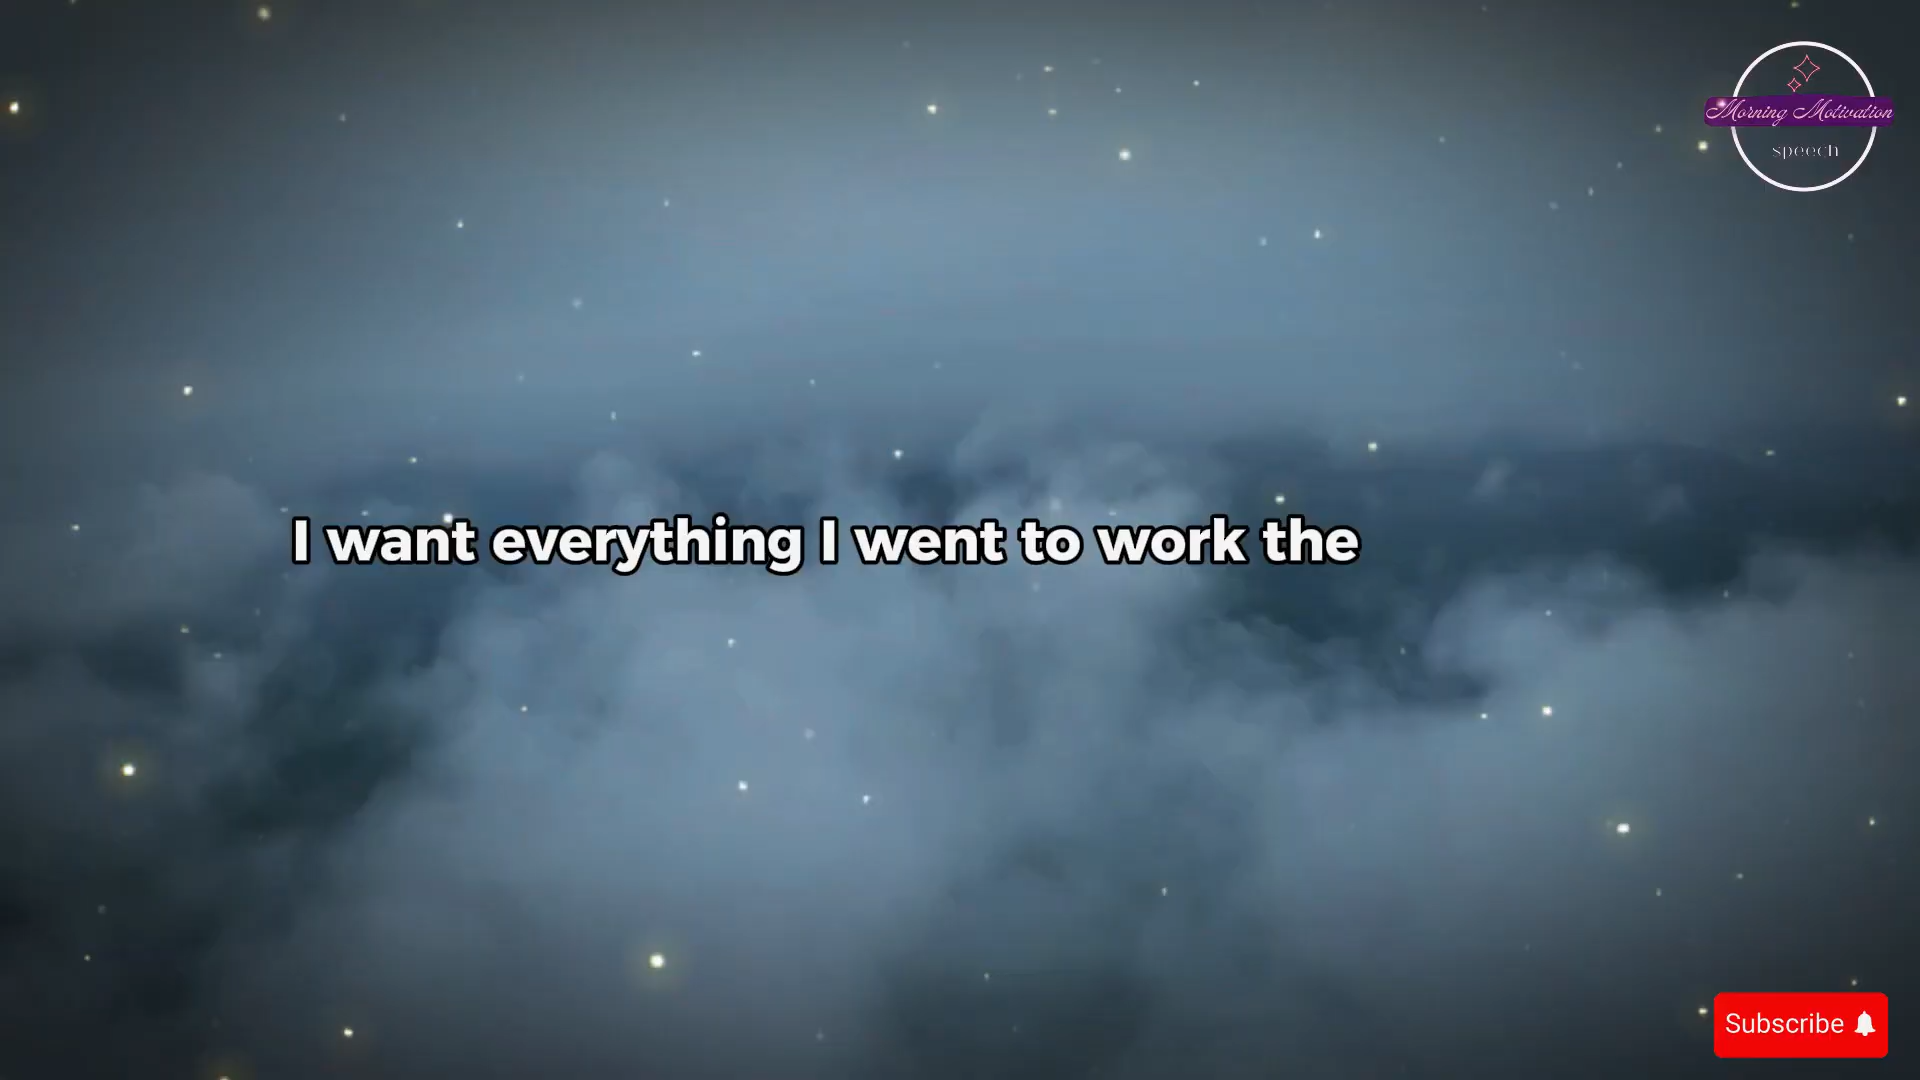 Morning Motivation
speech
I want everything I went to work the
Subscribe